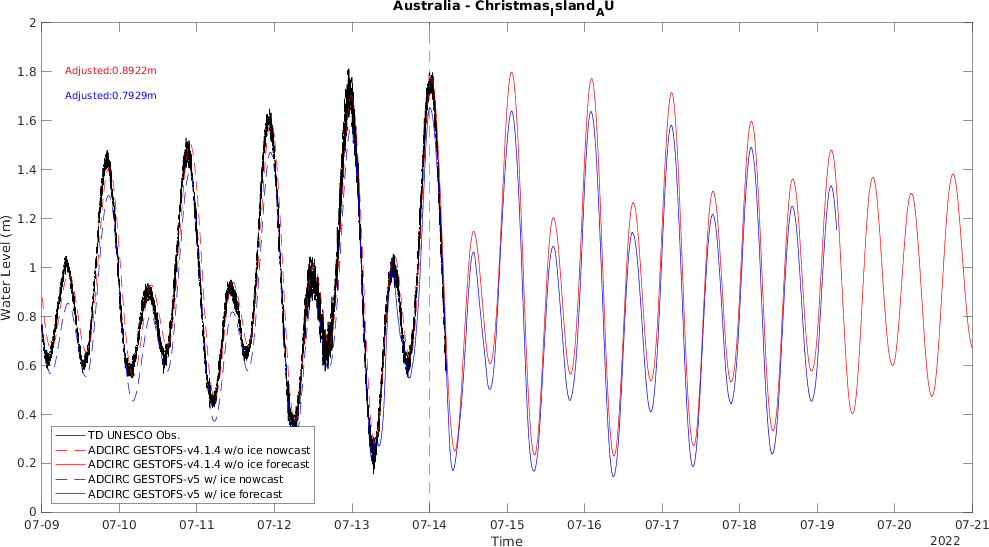 Australia - Christmas_Island_AU
Water Level (m)
2
1.8
1.6
1.4
1.2
1
0.8
0.6
0.4
0.2
0
Adjusted:0.8922m
Adjusted:0.7929m
TD UNESCO Obs.
ADCIRC GESTOFS-v4.1.4 w/o ice nowcast
ADCIRC GESTOFS-v4.1.4 w/o ice forecast
ADCIRC GESTOFS-v5 w/ ice nowcast
ADCIRC GESTOFS-v5 w/ ice forecast
07-09 07-10 07-11 07-12 07-13 07-14 07-15 07-16 07-17 07-18 07-19 07-20 07-21
Time
2022